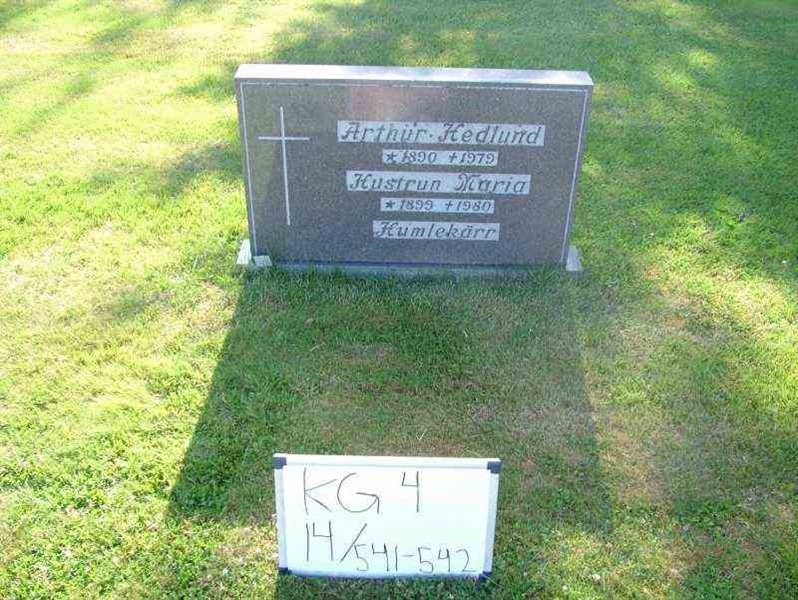 Arthur Hedlund
* 1890 + 1979
Hustrun Maria
* 1899 + 1980
Humlekärr
KG 4
14/541-542